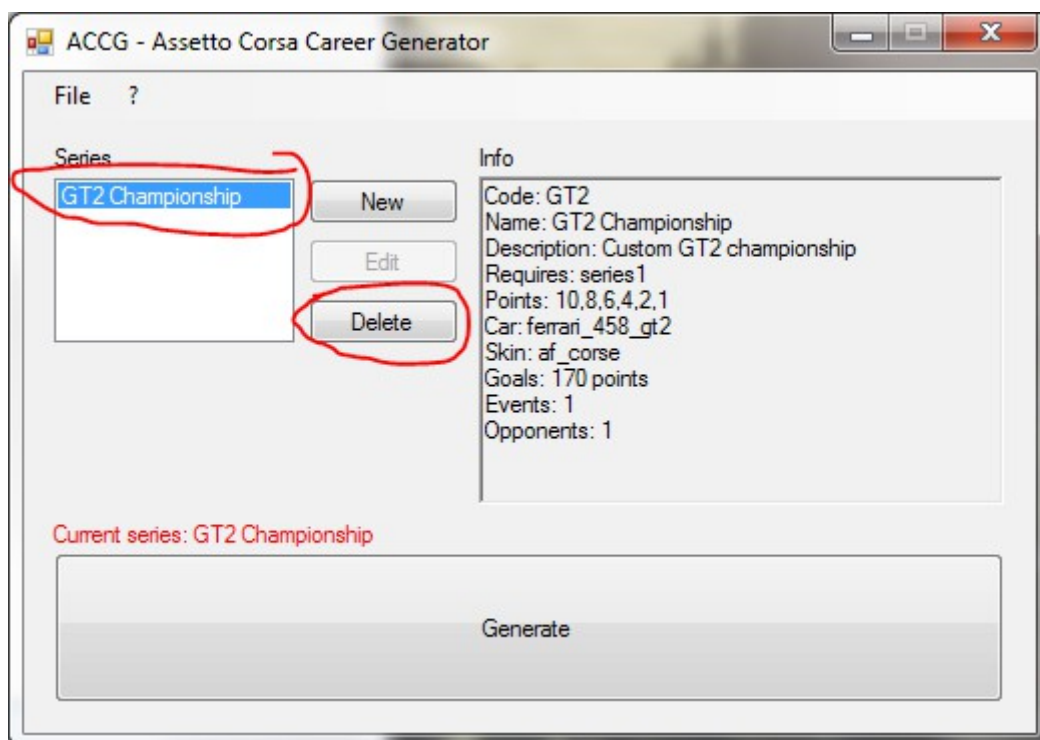 ACCG - Assetto Corsa Career Generator
File ?
Series
GT2 Championship
New
Edit
Delete
Info
Code: GT2
Name: GT2 Championship
Description: Custom GT2 championship
Requires: series1
Points: 10,8,6,4,2,1
Car: ferrari_458_gt2
Skin: af_corse
Goals: 170 points
Events: 1
Opponents: 1
Current series: GT2 Championship
Generate